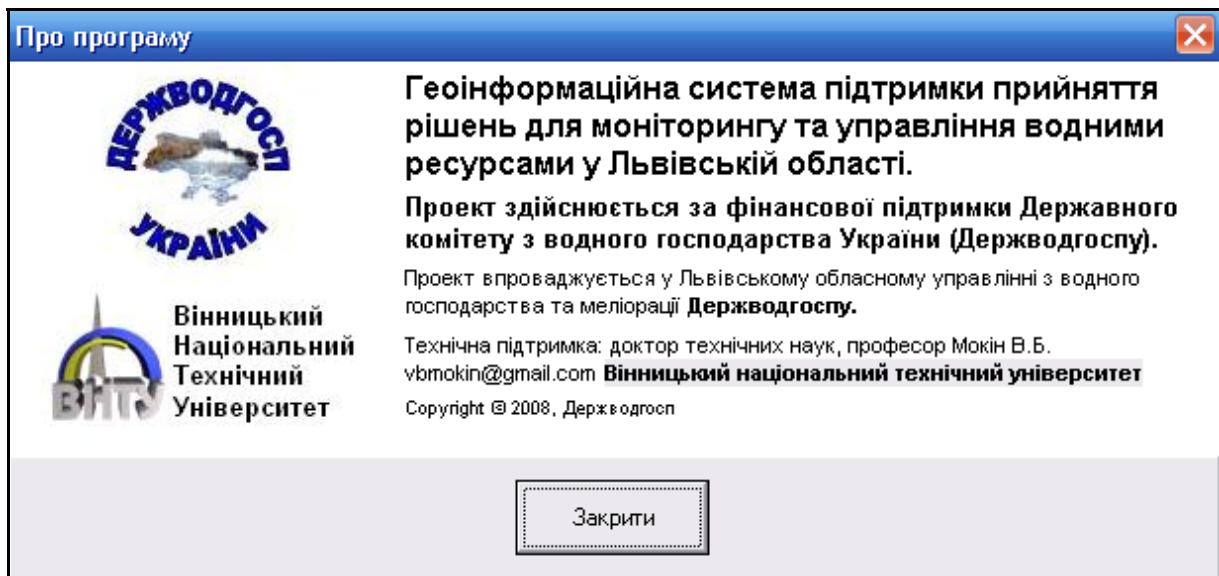 Про програму
ДЕРЖВОДГОСП
УКРАЇНИ
Геоінформаційна система підтримки прийняття
рішень для моніторингу та управління водними
ресурсами у Львівській області.
Проект здійснюється за фінансової підтримки Державного
комітету з водного господарства України (Держводгоспу).
Проект впроваджується у Львівському обласному управлінні з водного
господарства та меліорації Держводгоспу.
ВНТУ
Вінницький
Національний
Технічний
Університет
Технічна підтримка: доктор технічних наук, професор Мокін В.Б.
vbmokin@gmail.com Вінницький національний технічний університет
Copyright © 2008, Держводгосп
Закрити